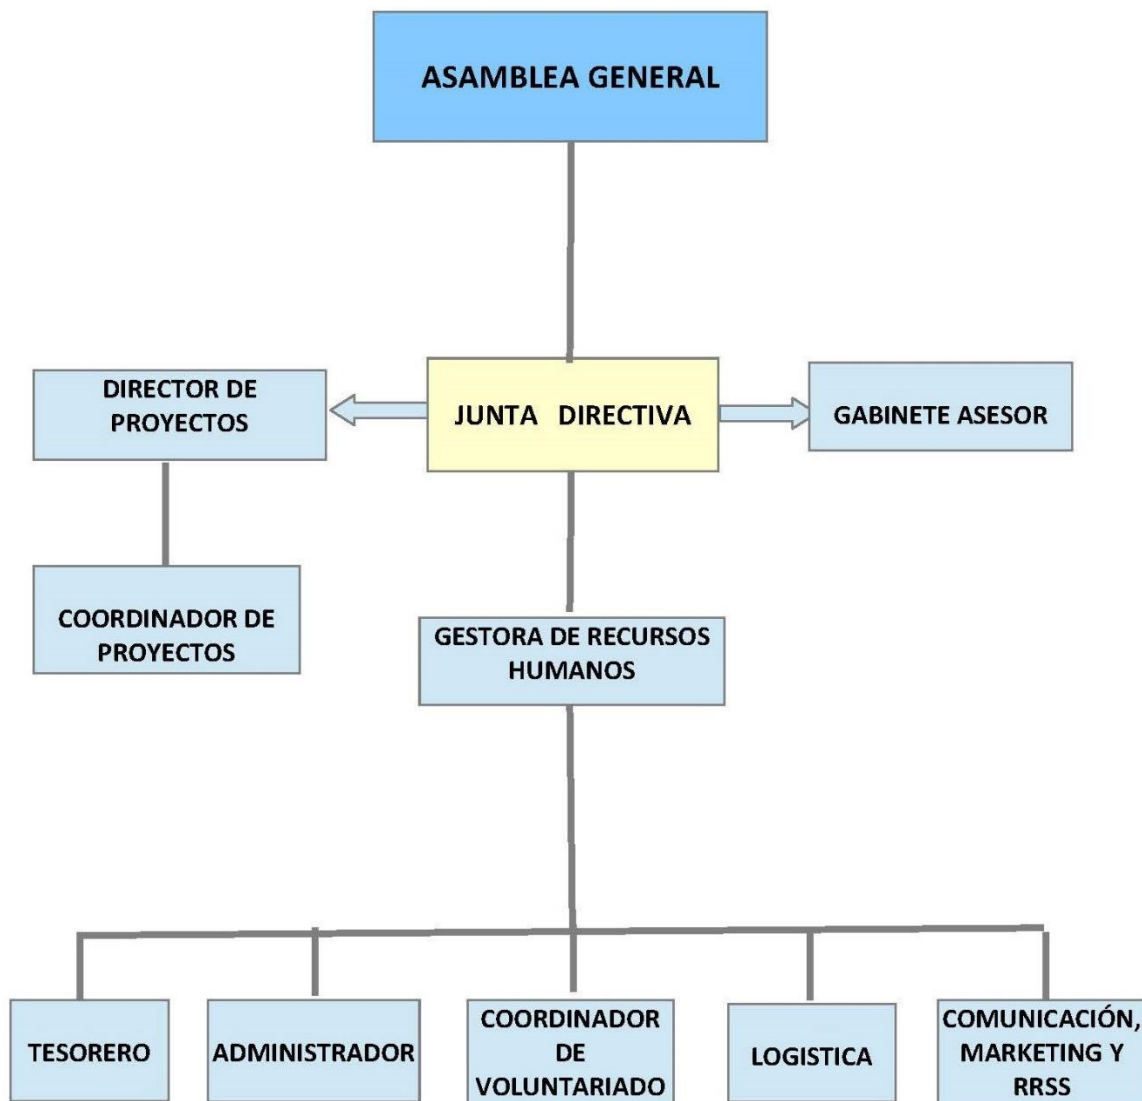 ASAMBLEA GENERAL
DIRECTOR DE
PROYECTOS
JUNTA DIRECTIVA
GABINETE ASESOR
COORDINADOR DE
PROYECTOS
GESTORA DE RECURSOS
HUMANOS
TESORERO
ADMINISTRADOR
COORDINADOR
DE
VOLUNTARIADO
LOGISTICA
COMUNICACIÓN,
MARKETING Y
RRSS